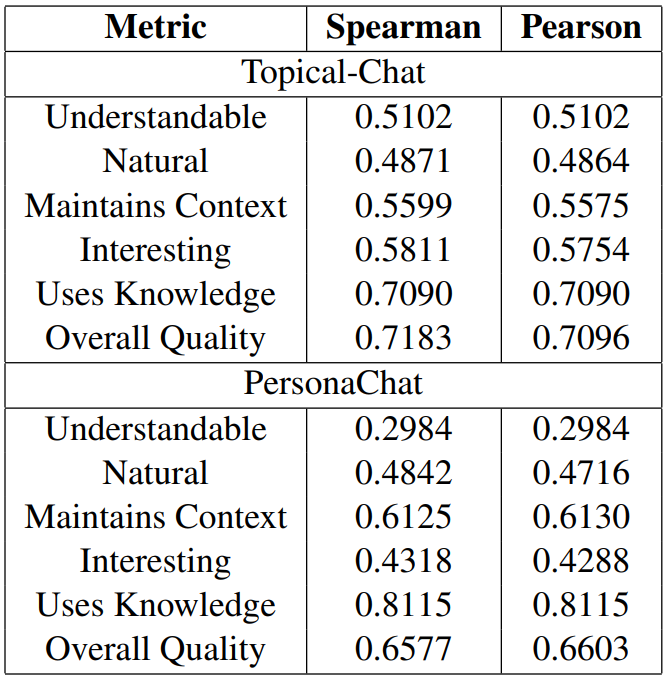 Metric Spearman Pearson
Topical-Chat
Understandable 0.5102 0.5102
Natural 0.4871 0.4864
Maintains Context 0.5599 0.5575
Interesting 0.5811 0.5754
Uses Knowledge 0.7090 0.7090
Overall Quality 0.7183 0.7096
PersonaChat
Understandable 0.2984 0.2984
Natural 0.4842 0.4716
Maintains Context 0.6125 0.6130
Interesting 0.4318 0.4288
Uses Knowledge 0.8115 0.8115
Overall Quality 0.6577 0.6603